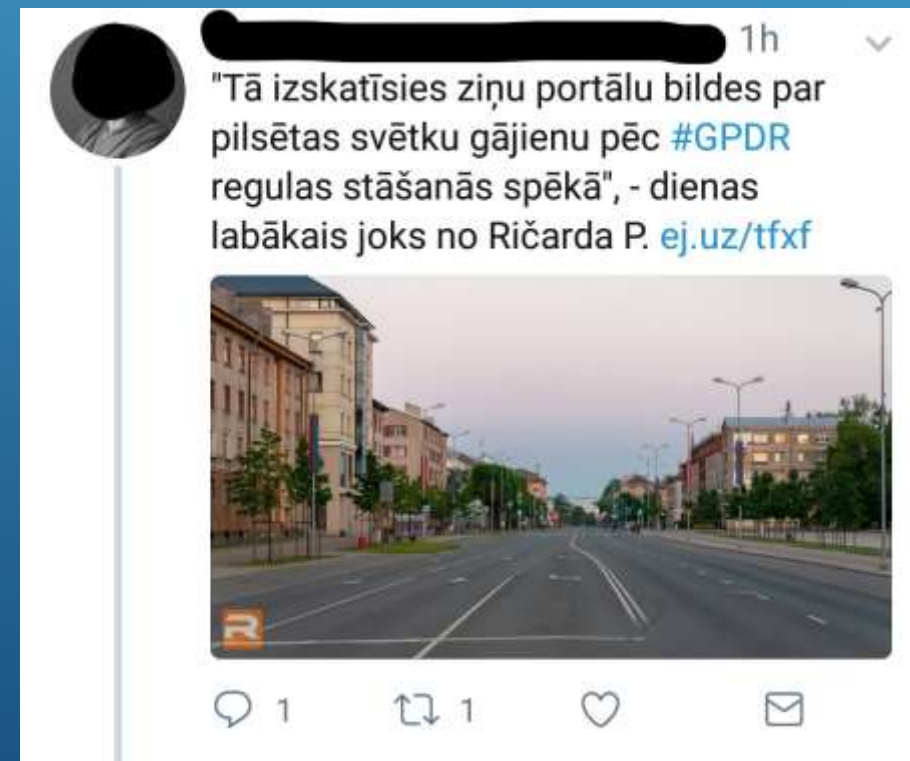 1h
"Tā izskatīsies ziņu portālu bildes par
pilsētas svētku gājienu pēc #GPDR
regulas stāšanās spēkā", - dienas
labākais joks no Ričarda P. ej.uz/tfxf
R
1
1